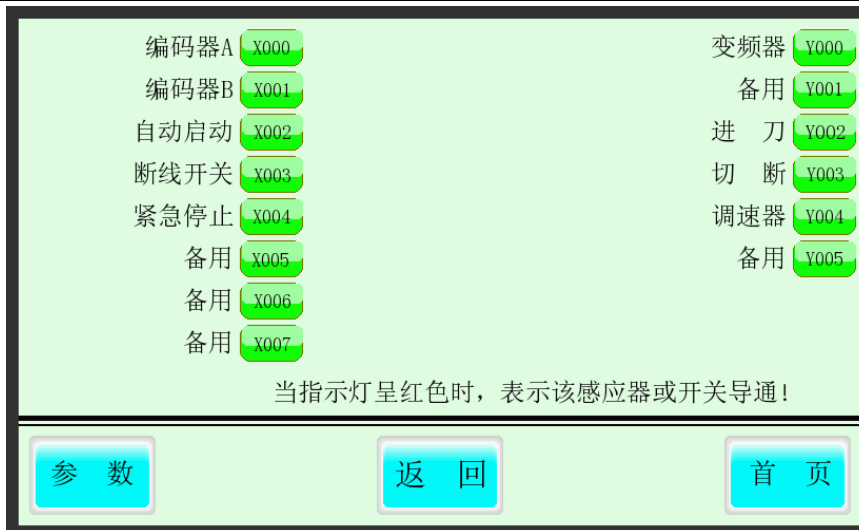 编码器A X000 变频器 Y000
编码器B X001 备用 Y001
自动启动 X002 进 刀 Y002
断线开关 X003 切 断 Y003
紧急停止 X004 调速器 Y004
备用 X005 备用 Y005
备用 X006
备用 X007
当指示灯呈红色时，表示该感应器或开关导通!
参 数 返 回 首 页